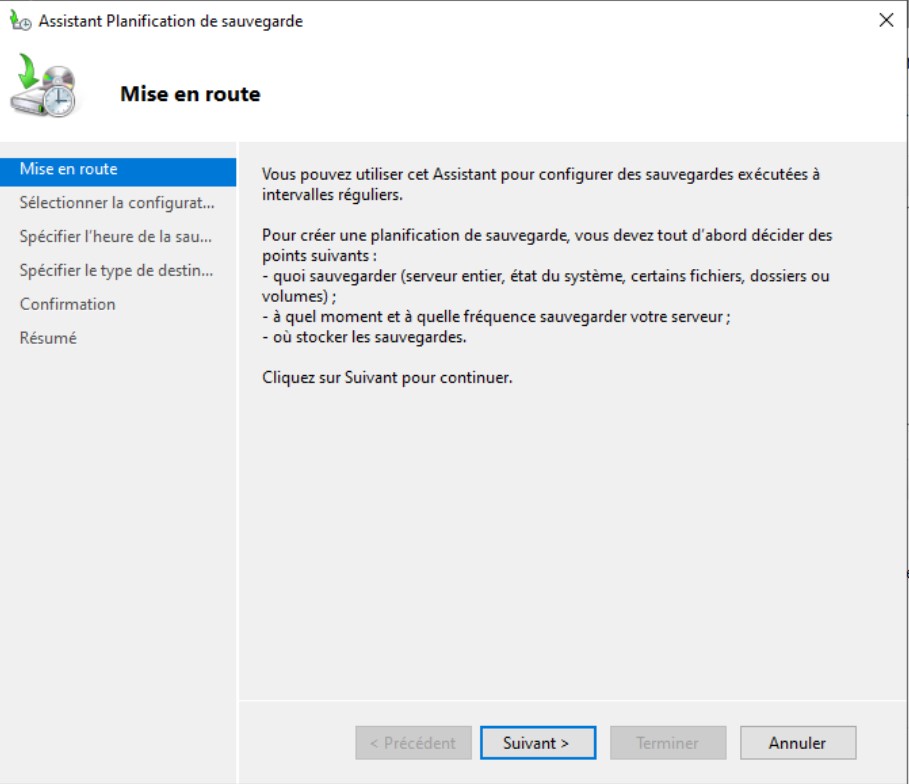 Assistant Planification de sauvegarde
Mise en route
Mise en route
Sélectionner la configurat...
Spécifier l'heure de la sau...
Spécifier le type de destin...
Confirmation
Résumé
Vous pouvez utiliser cet Assistant pour configurer des sauvegardes exécutées à
intervalles réguliers.
Pour créer une planification de sauvegarde, vous devez tout d'abord décider des
points suivants :
- quoi sauvegarder (serveur entier, état du système, certains fichiers, dossiers ou
volumes) ;
- à quel moment et à quelle fréquence sauvegarder votre serveur ;
- où stocker les sauvegardes.
Cliquez sur Suivant pour continuer.
< Précédent
Suivant >
Terminer
Annuler